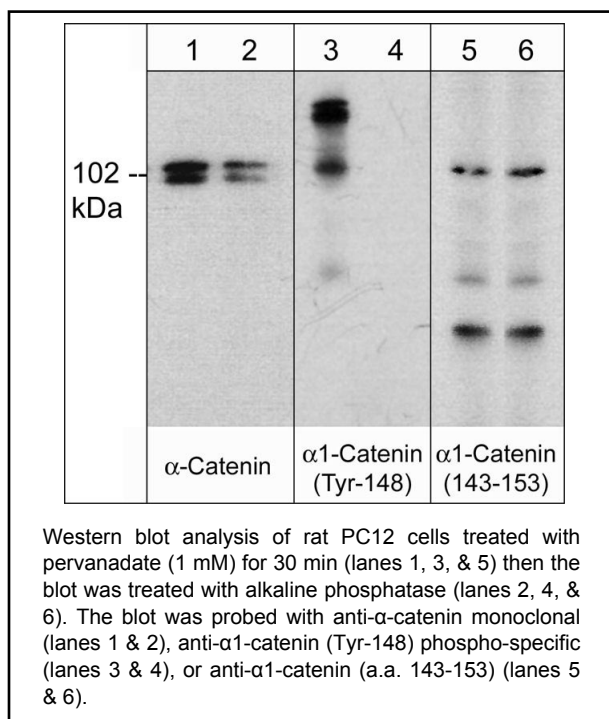 1 2 3 4 5 6
102 --
kDa
α-Catenin
α1-Catenin
(Tyr-148)
α1-Catenin
(143-153)
Western blot analysis of rat PC12 cells treated with
pervanadate (1 mM) for 30 min (lanes 1, 3, & 5) then the
blot was treated with alkaline phosphatase (lanes 2, 4, &
6). The blot was probed with anti-α-catenin monoclonal
(lanes 1 & 2), anti-α1-catenin (Tyr-148) phospho-specific
(lanes 3 & 4), or anti-α1-catenin (a.a. 143-153) (lanes 5
& 6).